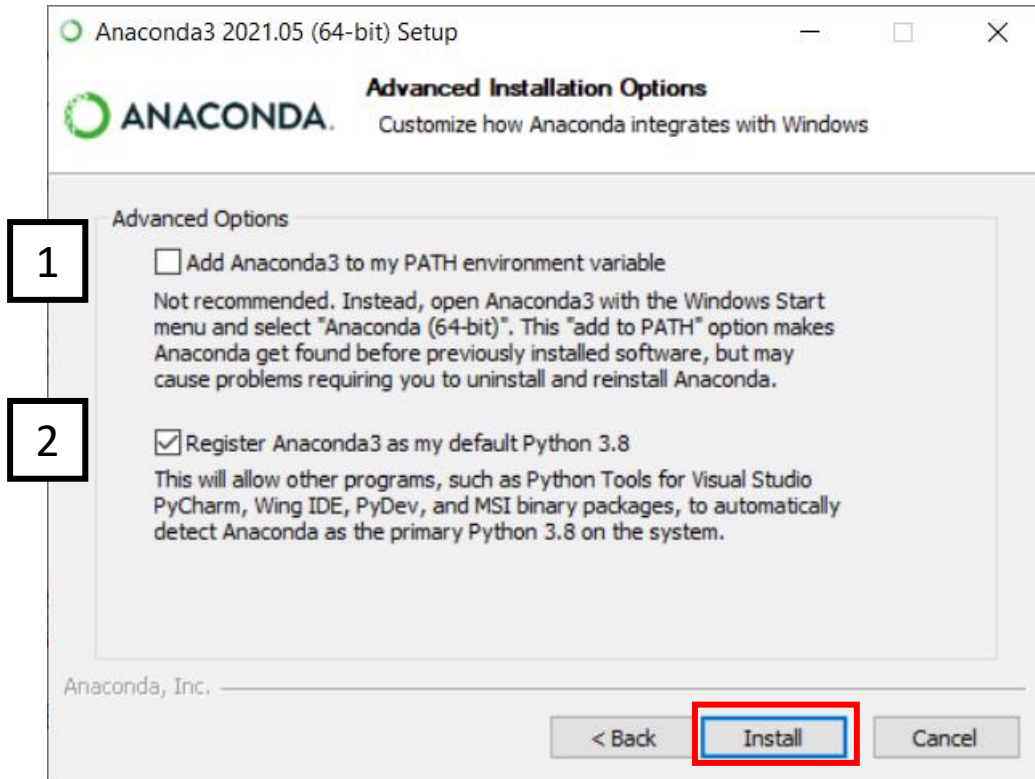 Anaconda3 2021.05 (64-bit) Setup
ANACONDA.
Advanced Installation Options
Customize how Anaconda integrates with Windows
Advanced Options
1
Add Anaconda3 to my PATH environment variable
Not recommended. Instead, open Anaconda3 with the Windows Start
menu and select "Anaconda (64-bit)". This "add to PATH" option makes
Anaconda get found before previously installed software, but may
cause problems requiring you to uninstall and reinstall Anaconda.
2
Register Anaconda3 as my default Python 3.8
This will allow other programs, such as Python Tools for Visual Studio
PyCharm, Wing IDE, PyDev, and MSI binary packages, to automatically
detect Anaconda as the primary Python 3.8 on the system.
Anaconda, Inc.
< Back
Install
Cancel